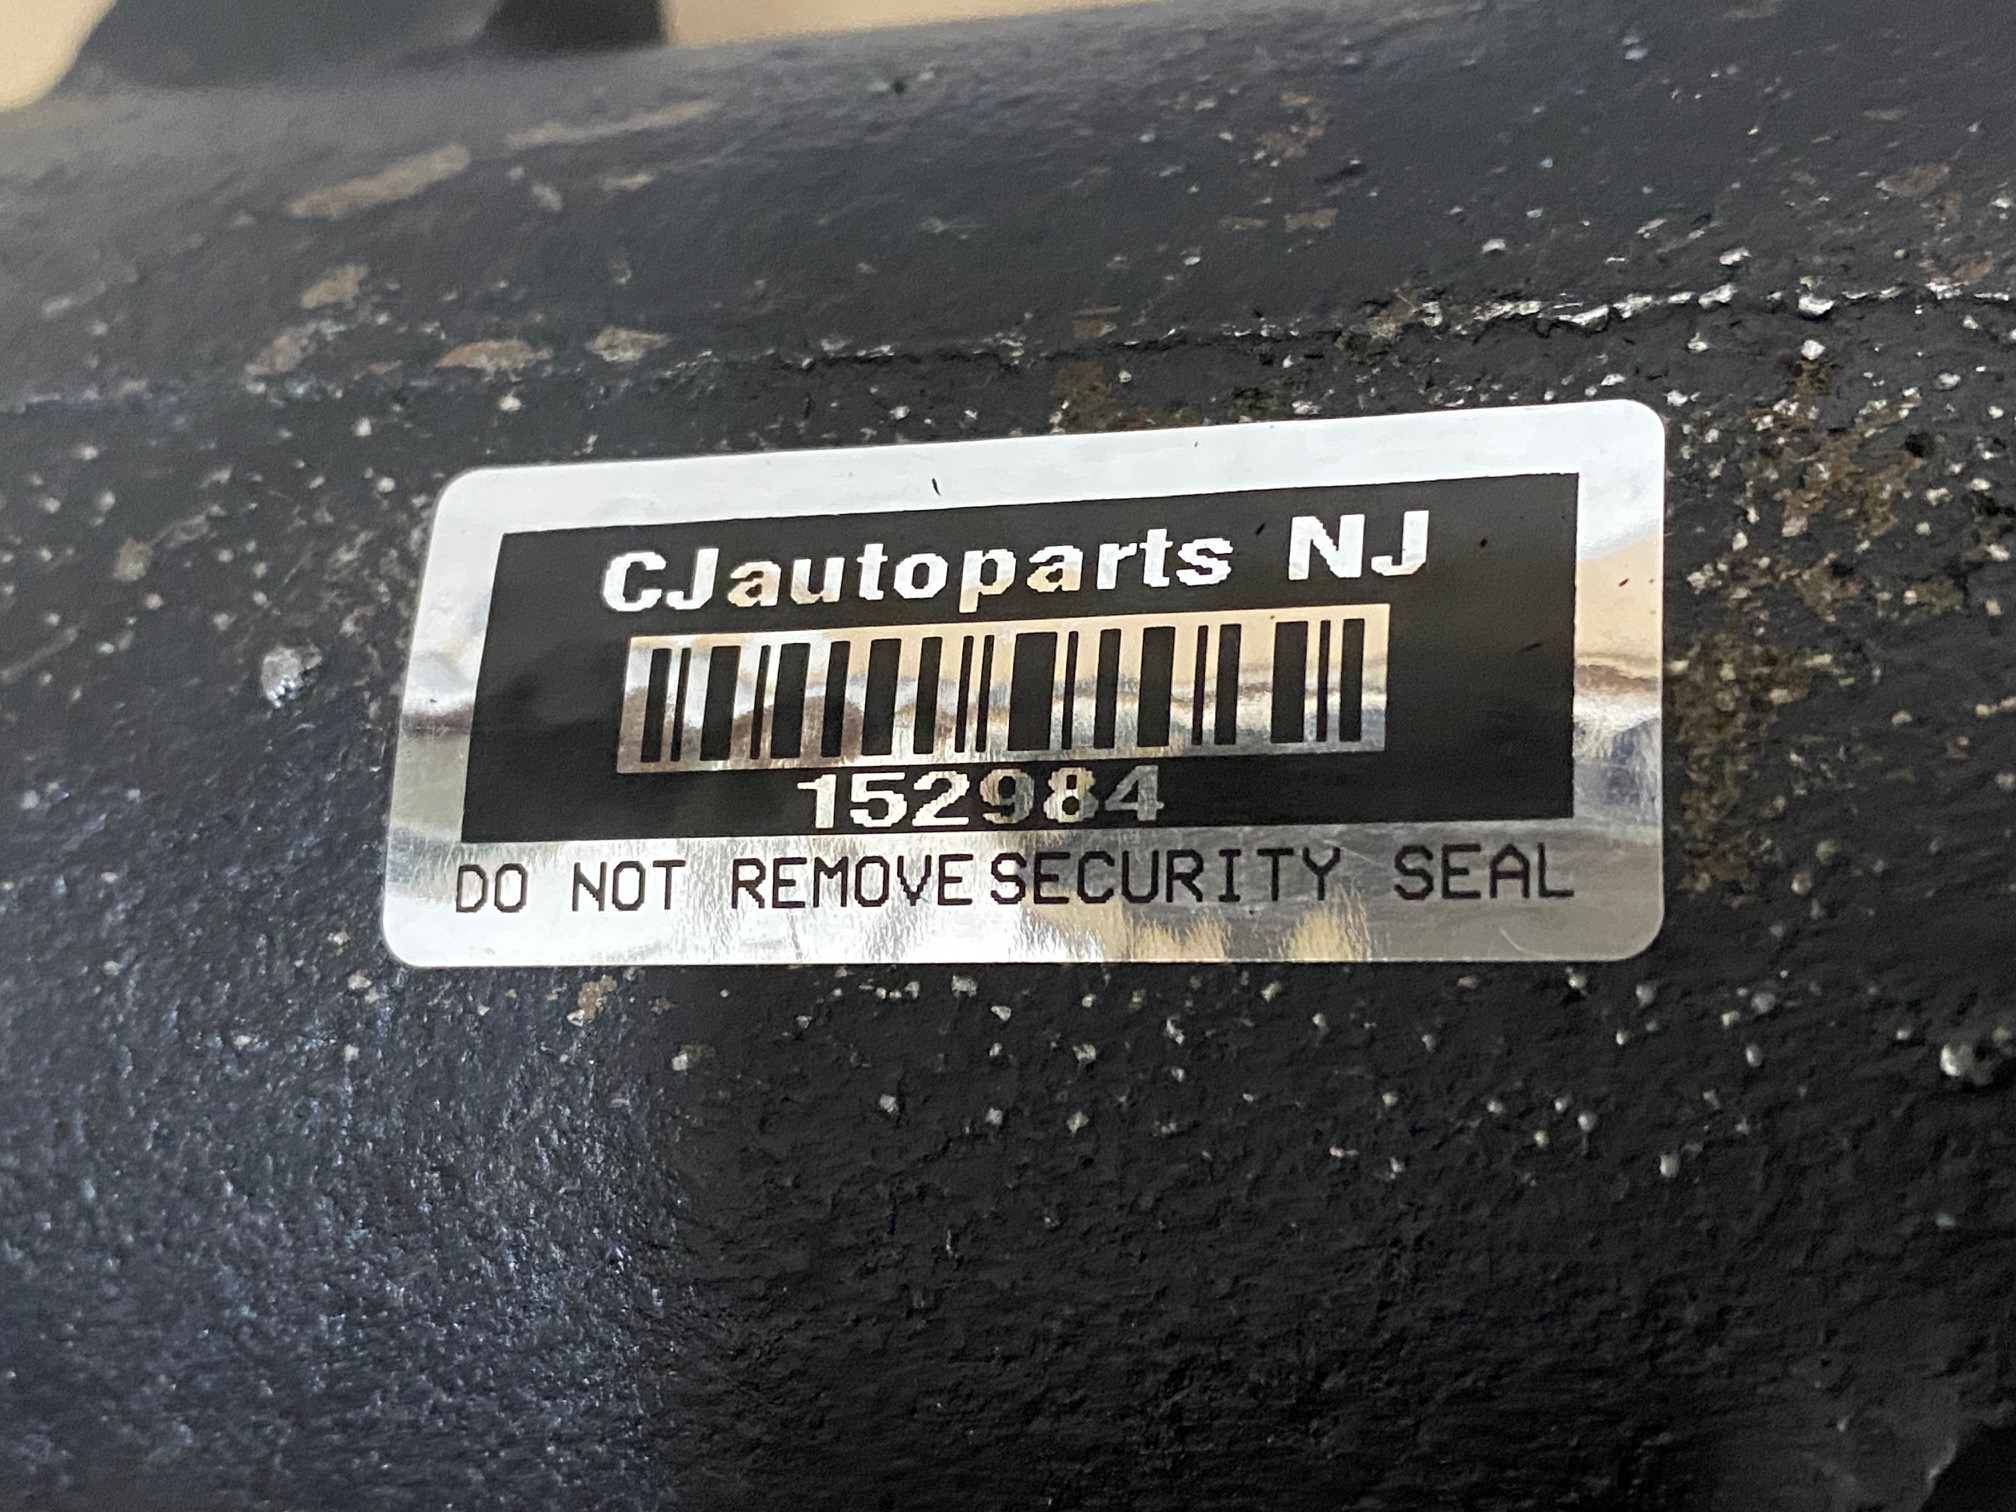 CJautoparts NJ
152984
DO NOT REMOVE SECURITY SEAL